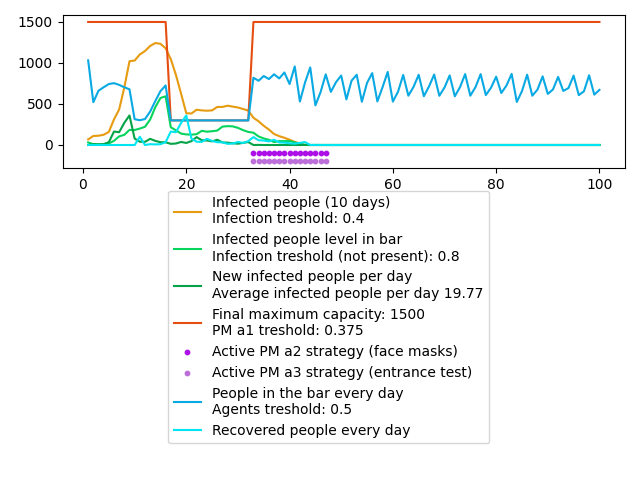 1500
1000
500
0
0 20 40 60 80 100
Infected people (10 days)
Infection treshold: 0.4
Infected people level in bar
Infection treshold (not present): 0.8
New infected people per day
Average infected people per day 19.77
Final maximum capacity: 1500
PM a1 treshold: 0.375
Active PM a2 strategy (face masks)
Active PM a3 strategy (entrance test)
People in the bar every day
Agents treshold: 0.5
Recovered people every day